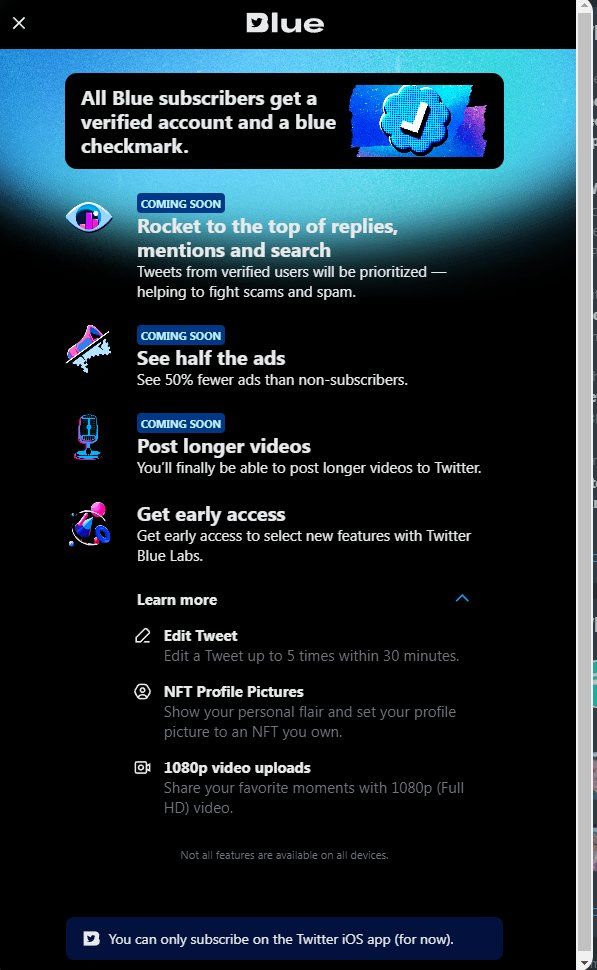 Blue
All Blue subscribers get a
verified account and a blue
checkmark.
COMING SOON
Rocket to the top of replies,
mentions and search
Tweets from verified users will be prioritized —
helping to fight scams and spam.
COMING SOON
See half the ads
See 50% fewer ads than non-subscribers.
COMING SOON
Post longer videos
You'll finally be able to post longer videos to Twitter.
Get early access
Get early access to select new features with Twitter
Blue Labs.
Learn more
Edit Tweet
Edit a Tweet up to 5 times within 30 minutes.
NFT Profile Pictures
Show your personal flair and set your profile
picture to an NFT you own.
1080p video uploads
Share your favorite moments with 1080p (Full
HD) video.
Not all features are available on all devices.
You can only subscribe on the Twitter iOS app (for now).